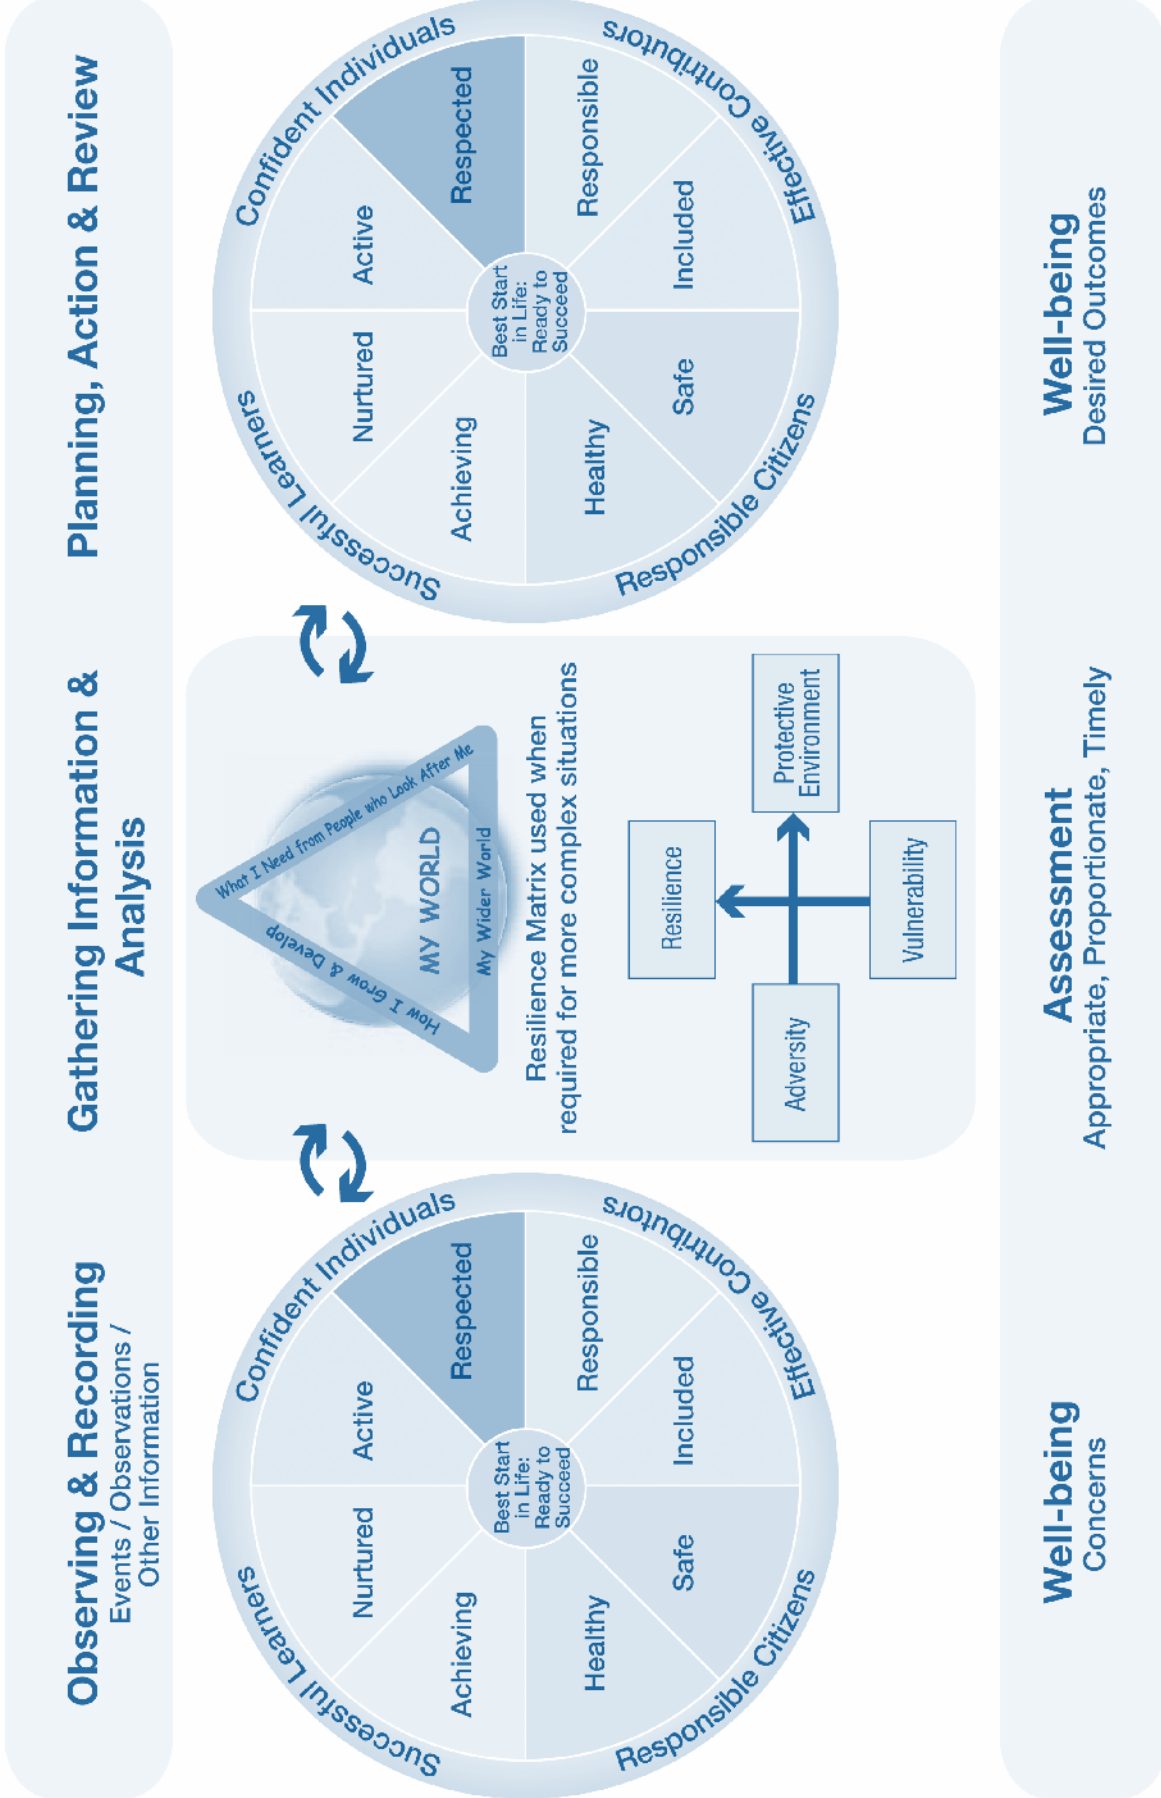 Observing & Recording
Events / Observations /
Other Information
Gathering Information &
Analysis
Planning, Action & Review
Confident Individuals
Effective Contributors
Responsible Citizens
Successful Learners
Nurtured
Active
Achieving
Respected
Best Start
in Life:
Ready to
Succeed
Healthy
Responsible
Safe
Included
What I Need from People who Look After Me
How I Grow & Develop
MY WORLD
My Wider World
Resilience Matrix used when
required for more complex situations
Resilience
Adversity
Protective
Environment
Vulnerability
Confident Individuals
Effective Contributors
Responsible Citizens
Successful Learners
Nurtured
Active
Achieving
Respected
Best Start
in Life:
Ready to
Succeed
Healthy
Responsible
Safe
Included
Well-being
Concerns
Assessment
Appropriate, Proportionate, Timely
Well-being
Desired Outcomes